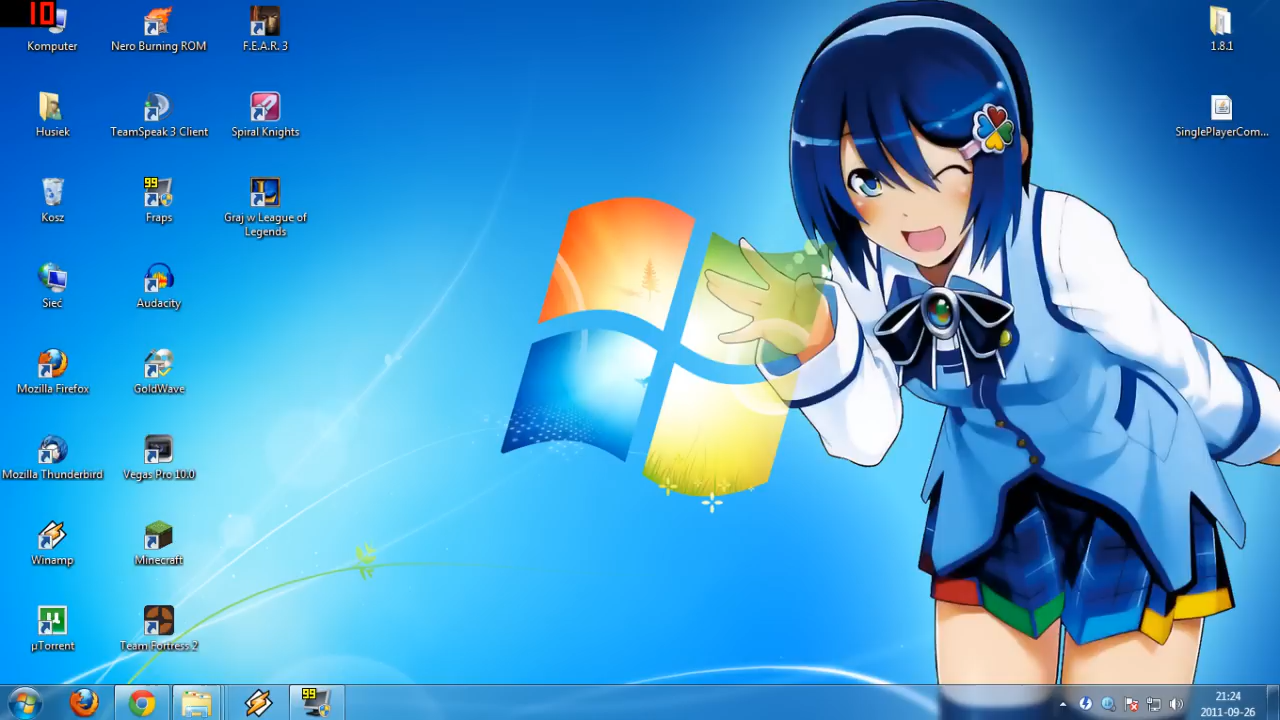 10
Komputer
Nero Burning ROM
F.E.A.R. 3
1.8.1
Husiek
TeamSpeak 3 Client
Spiral Knights
SinglePlayerCom...
Kosz
99
Fraps
Graj w League of
Legends
Sieć
Audacity
Mozilla Firefox
GoldWave
Mozilla Thunderbird
Vegas Pro 10.0
Winamp
Minecraft
µTorrent
Team Fortress 2
99
21:24
2011-09-26